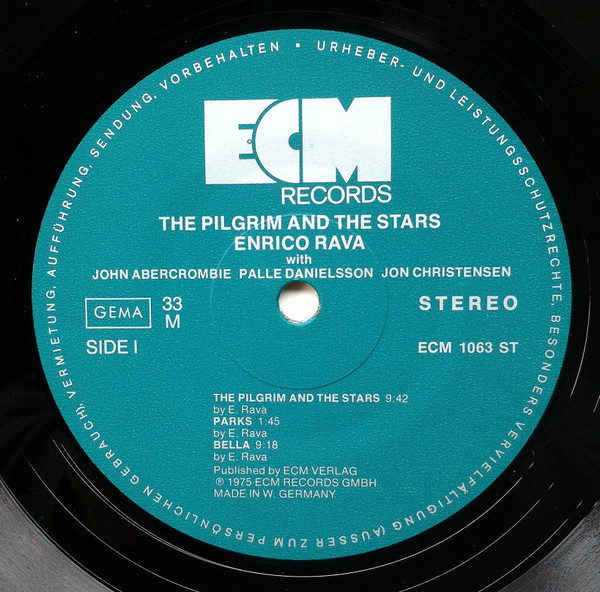 URHEBER- UND LEISTUNGSSCHUTZRECHTE, BESONDERS VERVIELFÄLTIGUNG (AUSSER ZUM PERSÖNLICHEN GEBRAUCH), VERMIETUNG, AUFFÜHRUNG, SENDUNG, VORBEHALTEN •
ECM
RECORDS
THE PILGRIM AND THE STARS
ENRICO RAVA
with
JOHN ABERCROMBIE PALLE DANIELSSON JON CHRISTENSEN
GEMA 33 STEREO
M
SIDE I ECM 1063 ST
THE PILGRIM AND THE STARS 9:42
by E. Rava
PARKS 1:45
by E. Rava
BELLA 9:18
by E. Rava
Published by ECM VERLAG
℗ 1975 ECM RECORDS GMBH
MADE IN W. GERMANY